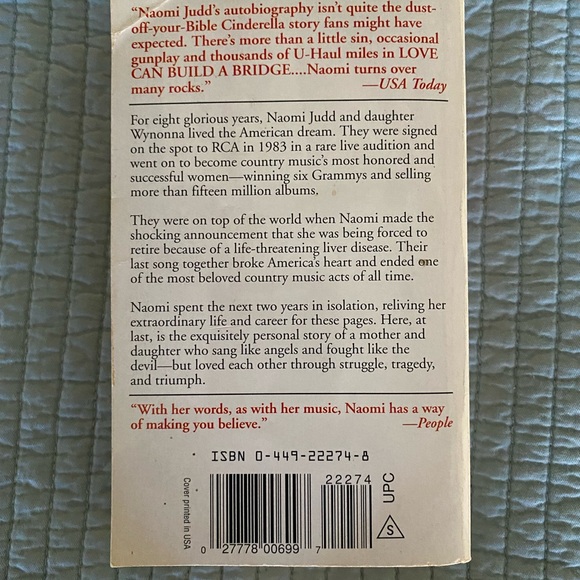 “Naomi Judd’s autobiography isn’t quite the dust-
off-your-Bible Cinderella story fans might have
expected. There’s more than a little sin, occasional
gunplay and thousands of U-Haul miles in LOVE
CAN BUILD A BRIDGE....Naomi turns over
many rocks.” —USA Today
For eight glorious years, Naomi Judd and daughter
Wynonna lived the American dream. They were signed
on the spot to RCA in 1983 in a rare live audition and
went on to become country music’s most honored and
successful women—winning six Grammys and selling
more than fifteen million albums.
They were on top of the world when Naomi made the
shocking announcement that she was being forced to
retire because of a life-threatening liver disease. Their
last song together broke America’s heart and ended one
of the most beloved country music acts of all time.
Naomi spent the next two years in isolation, reliving her
extraordinary life and career for these pages. Here, at
last, is the exquisitely personal story of a mother and
daughter who sang like angels and fought like the
devil—but loved each other through struggle, tragedy,
and triumph.
“With her words, as with her music, Naomi has a way
of making you believe.” —People
ISBN 0-449-22274-8
Cover printed in USA
22274
0 27778 00699 7
S
UPC